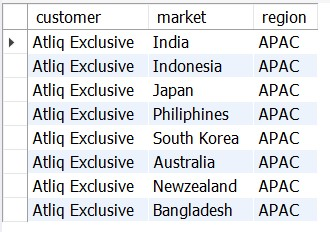 customer market region
Atliq Exclusive India APAC
Atliq Exclusive Indonesia APAC
Atliq Exclusive Japan APAC
Atliq Exclusive Philiphines APAC
Atliq Exclusive South Korea APAC
Atliq Exclusive Australia APAC
Atliq Exclusive Newzealand APAC
Atliq Exclusive Bangladesh APAC